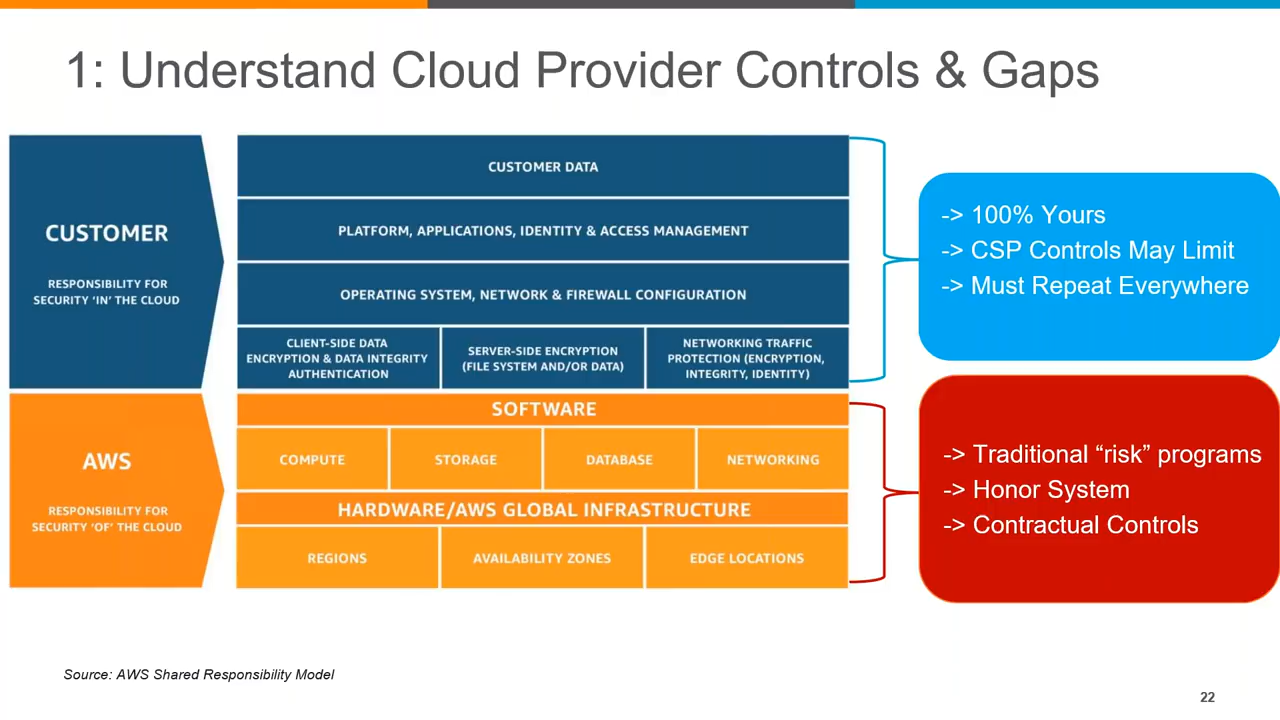 1: Understand Cloud Provider Controls & Gaps
CUSTOMER
RESPONSIBILITY FOR
SECURITY ‘IN’ THE CLOUD
CUSTOMER DATA
PLATFORM, APPLICATIONS, IDENTITY & ACCESS MANAGEMENT
OPERATING SYSTEM, NETWORK & FIREWALL CONFIGURATION
CLIENT-SIDE DATA
ENCRYPTION & DATA INTEGRITY
AUTHENTICATION
SERVER-SIDE ENCRYPTION
(FILE SYSTEM AND/OR DATA)
NETWORKING TRAFFIC
PROTECTION (ENCRYPTION,
INTEGRITY, IDENTITY)
-> 100% Yours
-> CSP Controls May Limit
-> Must Repeat Everywhere
AWS
RESPONSIBILITY FOR
SECURITY ‘OF’ THE CLOUD
SOFTWARE
COMPUTE
STORAGE
DATABASE
NETWORKING
HARDWARE/AWS GLOBAL INFRASTRUCTURE
REGIONS
AVAILABILITY ZONES
EDGE LOCATIONS
-> Traditional “risk” programs
-> Honor System
-> Contractual Controls
Source: AWS Shared Responsibility Model
22